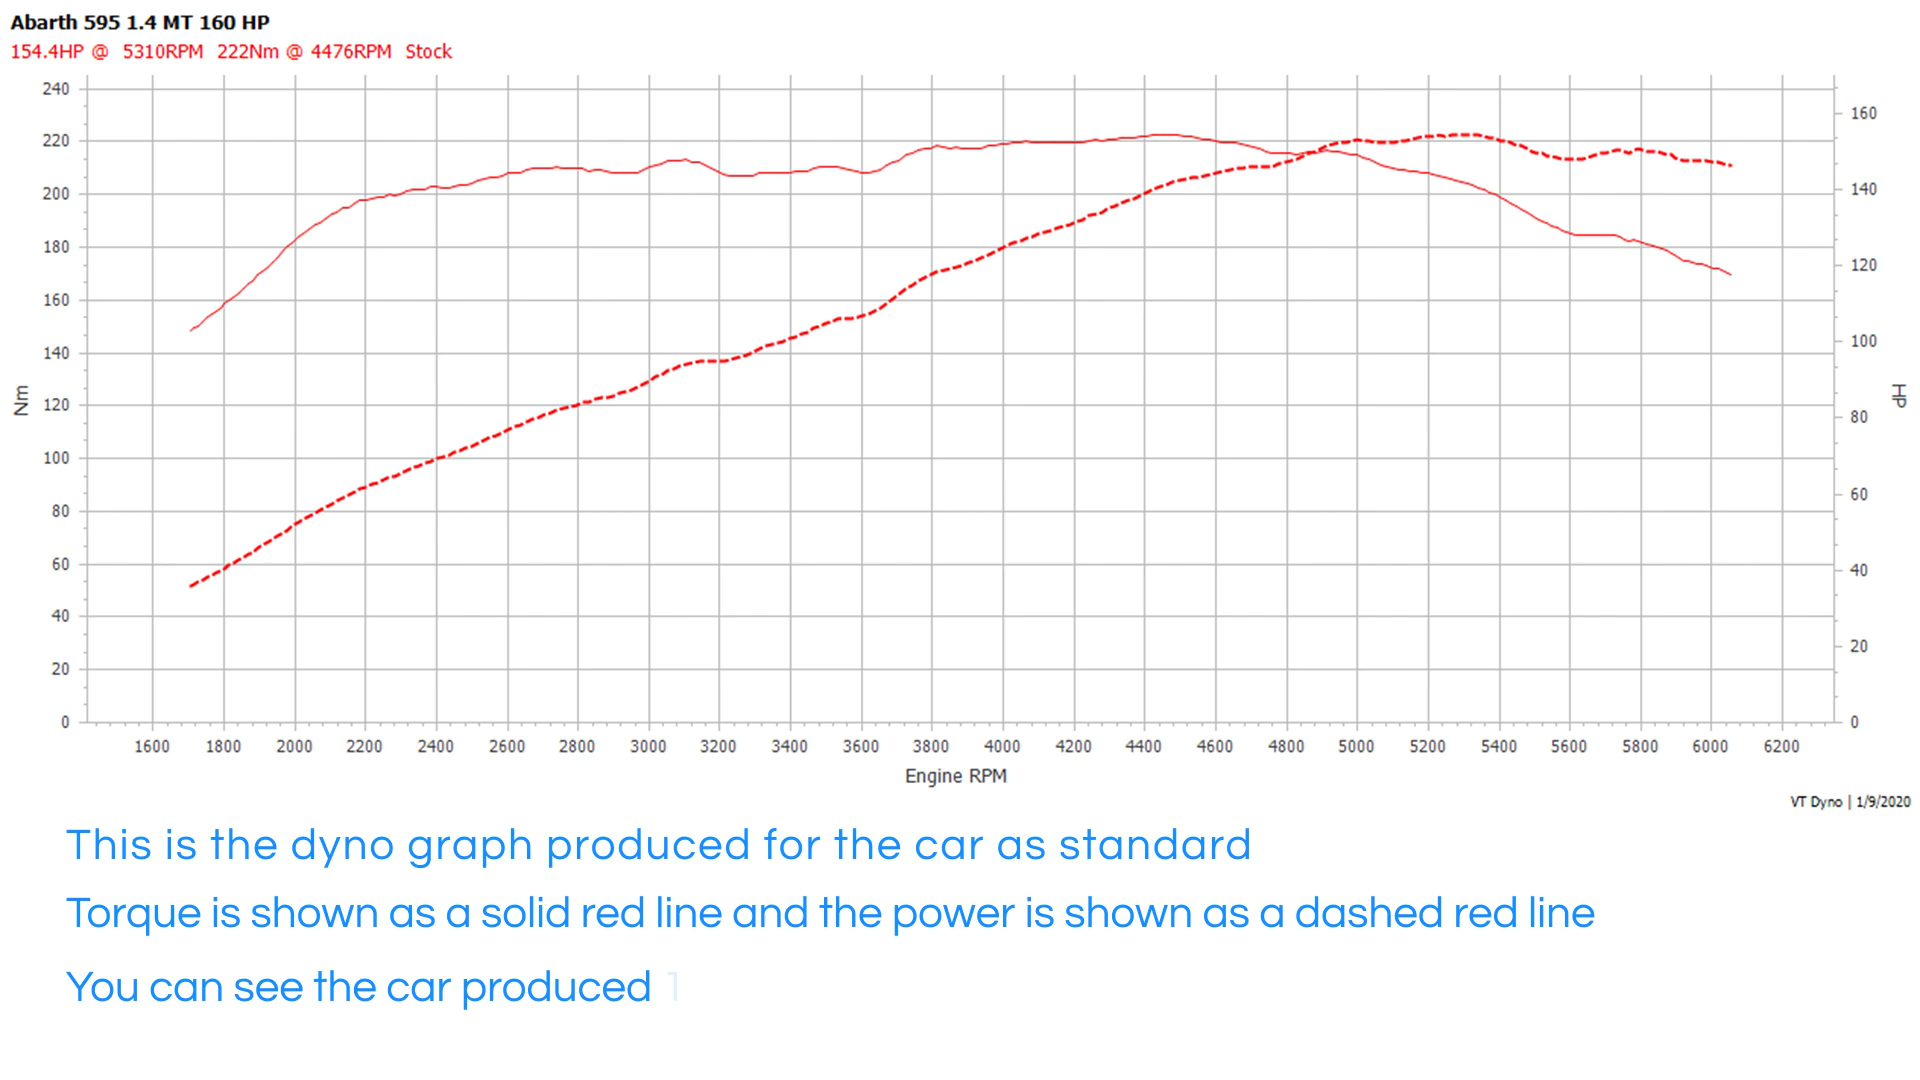 Abarth 595 1.4 MT 160 HP
154.4HP @ 5310RPM 222Nm @ 4476RPM Stock
240
220
200
180
160
140
120
100
80
60
40
20
0
Nm
160
140
120
100
80
60
40
20
0
HP
1600 1800 2000 2200 2400 2600 2800 3000 3200 3400 3600 3800 4000 4200 4400 4600 4800 5000 5200 5400 5600 5800 6000 6200
Engine RPM
VT Dyno | 1/9/2020
This is the dyno graph produced for the car as standard
Torque is shown as a solid red line and the power is shown as a dashed red line
You can see the car produced 1